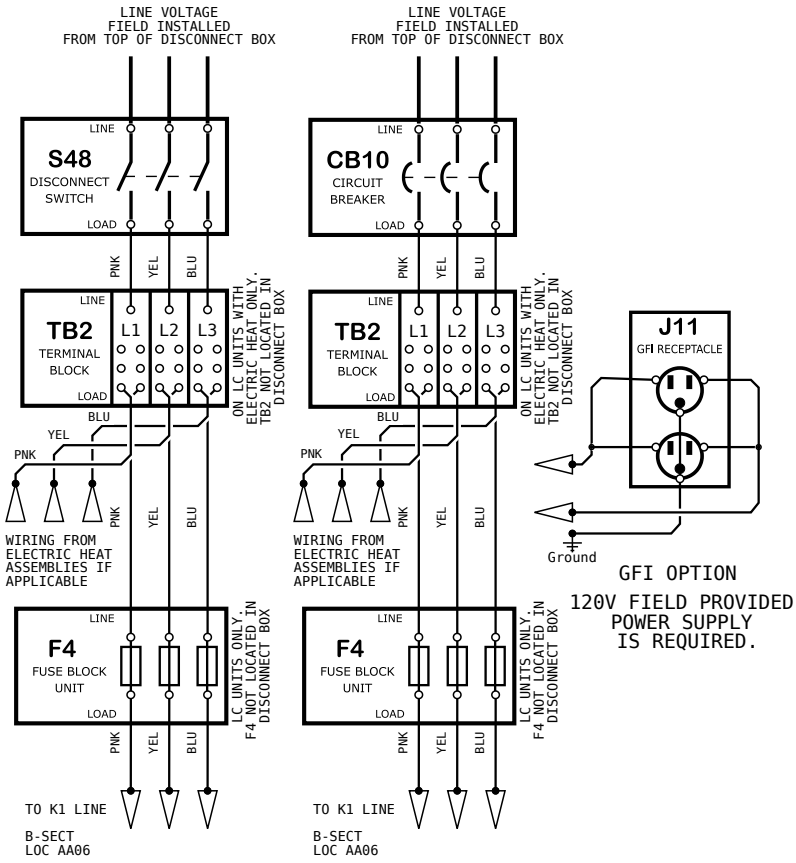 LINE VOLTAGE
FIELD INSTALLED
FROM TOP OF DISCONNECT BOX
LINE
S48
DISCONNECT
SWITCH
LOAD
PNK
YEL
BLU
LINE
TB2
TERMINAL
BLOCK
LOAD
L1
L2
L3
ON LC UNITS WITH
ELECTRIC HEAT ONLY.
TB2 NOT LOCATED IN
DISCONNECT BOX
BLU
YEL
PNK
PNK
YEL
BLU
WIRING FROM
ELECTRIC HEAT
ASSEMBLIES IF
APPLICABLE
LINE
F4
FUSE BLOCK
UNIT
LOAD
LC UNITS ONLY.
F4 NOT LOCATED IN
DISCONNECT BOX
PNK
YEL
BLU
TO K1 LINE
B-SECT
LOC AA06
LINE VOLTAGE
FIELD INSTALLED
FROM TOP OF DISCONNECT BOX
LINE
CB10
CIRCUIT
BREAKER
LOAD
PNK
YEL
BLU
LINE
TB2
TERMINAL
BLOCK
LOAD
L1
L2
L3
ON LC UNITS WITH
ELECTRIC HEAT ONLY.
TB2 NOT LOCATED IN
DISCONNECT BOX
BLU
YEL
PNK
PNK
YEL
BLU
WIRING FROM
ELECTRIC HEAT
ASSEMBLIES IF
APPLICABLE
LINE
F4
FUSE BLOCK
UNIT
LOAD
LC UNITS ONLY.
F4 NOT LOCATED IN
DISCONNECT BOX
PNK
YEL
BLU
TO K1 LINE
B-SECT
LOC AA06
J11
GFI RECEPTACLE
Ground
GFI OPTION
120V FIELD PROVIDED
POWER SUPPLY
IS REQUIRED.